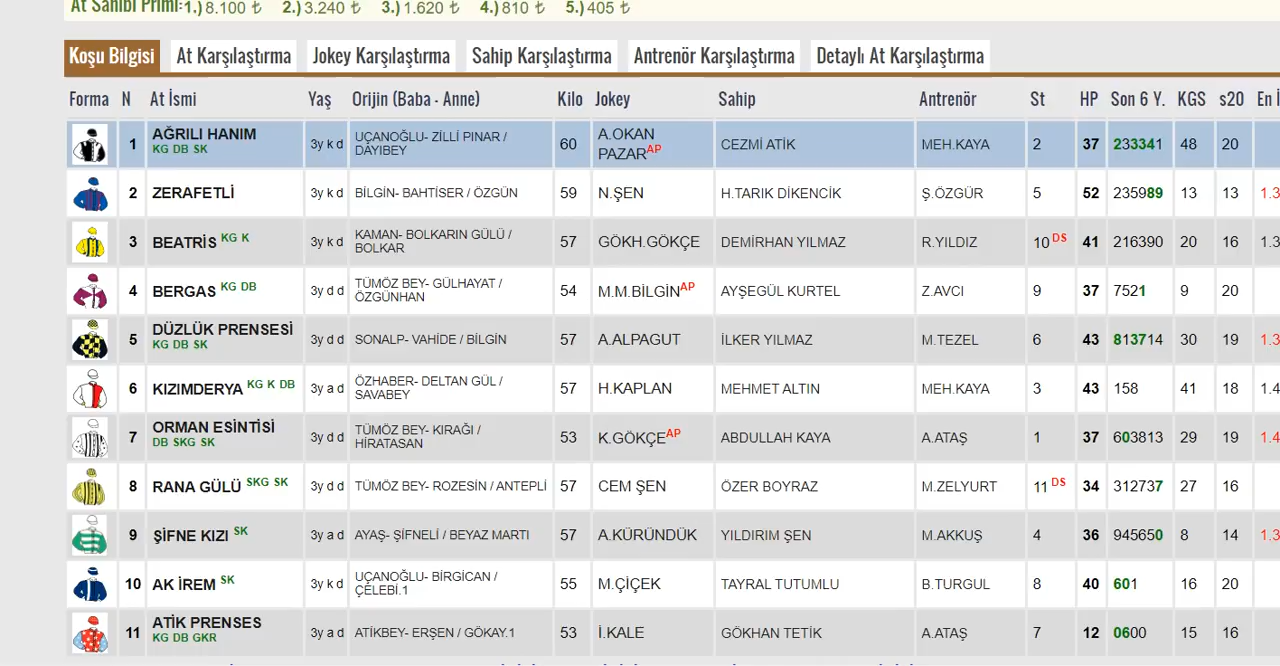 At Sahibi Primi: 1.) 8.100 ₺ 2.) 3.240 ₺ 3.) 1.620 ₺ 4.) 810 ₺ 5.) 405 ₺
Koşu Bilgisi At Karşılaştırma Jokey Karşılaştırma Sahip Karşılaştırma Antrenör Karşılaştırma Detaylı At Karşılaştırma
Forma N At İsmi Yaş Orijin (Baba - Anne) Kilo Jokey Sahip Antrenör St HP Son 6 Y. KGS s20 En İ
1 AĞRILI HANIM KG DB SK 3y k d UÇANOĞLU- ZİLLİ PINAR / DAYIBEY 60 A.OKAN PAZAR AP CEZMİ ATİK MEH.KAYA 2 37 233341 48 20
2 ZERAFETLİ 3y k d BİLGİN- BAHTİSER / ÖZGÜN 59 N.ŞEN H.TARIK DİKENCİK Ş.ÖZGÜR 5 52 235989 13 13 1.3
3 BEATRİS KG K 3y k d KAMAN- BOLKARIN GÜLÜ / BOLKAR 57 GÖKH.GÖKÇE DEMİRHAN YILMAZ R.YILDIZ 10 DS 41 216390 20 16 1.3
4 BERGAS KG DB 3y d d TÜMÖZ BEY- GÜLHAYAT / ÖZGÜNHAN 54 M.M.BİLGİN AP AYŞEGÜL KURTEL Z.AVCI 9 37 7521 9 20
5 DÜZLÜK PRENSESİ KG DB SK 3y d d SONALP- VAHİDE / BİLGİN 57 A.ALPAGUT İLKER YILMAZ M.TEZEL 6 43 813714 30 19 1.3
6 KIZIMDERYA KG K DB 3y a d ÖZHABER- DELTAN GÜL / SAVABEY 57 H.KAPLAN MEHMET ALTIN MEH.KAYA 3 43 158 41 18 1.4
7 ORMAN ESİNTİSİ DB SKG SK 3y d d TÜMÖZ BEY- KIRAĞI / HİRATASAN 53 K.GÖKÇE AP ABDULLAH KAYA A.ATAŞ 1 37 603813 29 19 1.4
8 RANA GÜLÜ SKG SK 3y d d TÜMÖZ BEY- ROZESİN / ANTEPLİ 57 CEM ŞEN ÖZER BOYRAZ M.ZELYURT 11 DS 34 312737 27 16
9 ŞİFNE KIZI SK 3y a d AYAŞ- ŞİFNELİ / BEYAZ MARTI 57 A.KÜRÜNDÜK YILDIRIM ŞEN M.AKKUŞ 4 36 945650 8 14 1.3
10 AK İREM SK 3y k d UÇANOĞLU- BİRGİCAN / ÇELEBİ.1 55 M.ÇİÇEK TAYRAL TUTUMLU B.TURGUL 8 40 601 16 20
11 ATİK PRENSES KG DB GKR 3y a d ATİKBEY- ERŞEN / GÖKAY.1 53 İ.KALE GÖKHAN TETİK A.ATAŞ 7 12 0600 15 16